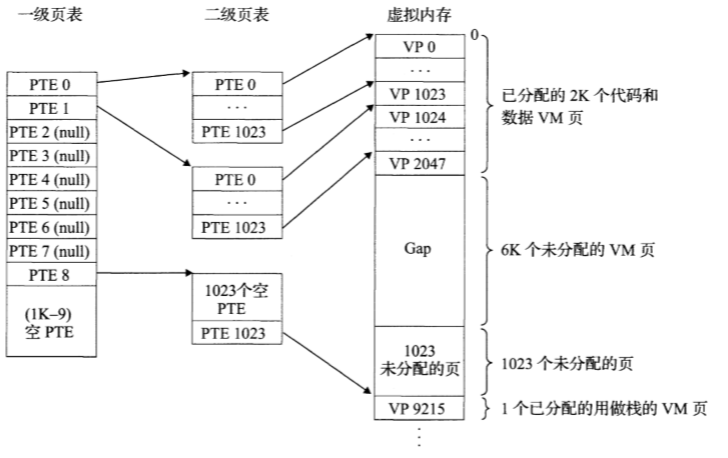 一级页表
二级页表
虚拟内存
PTE 0
PTE 1
PTE 2 (null)
PTE 3 (null)
PTE 4 (null)
PTE 5 (null)
PTE 6 (null)
PTE 7 (null)
PTE 8
(1K–9)
空 PTE
PTE 0
···
PTE 1023
PTE 0
···
PTE 1023
1023个空
PTE
PTE 1023
0
VP 0
···
VP 1023
VP 1024
···
VP 2047
Gap
1023
未分配的页
VP 9215
已分配的 2K 个代码和
数据 VM 页
6K 个未分配的 VM 页
1023 个未分配的页
1 个已分配的用做栈的 VM 页